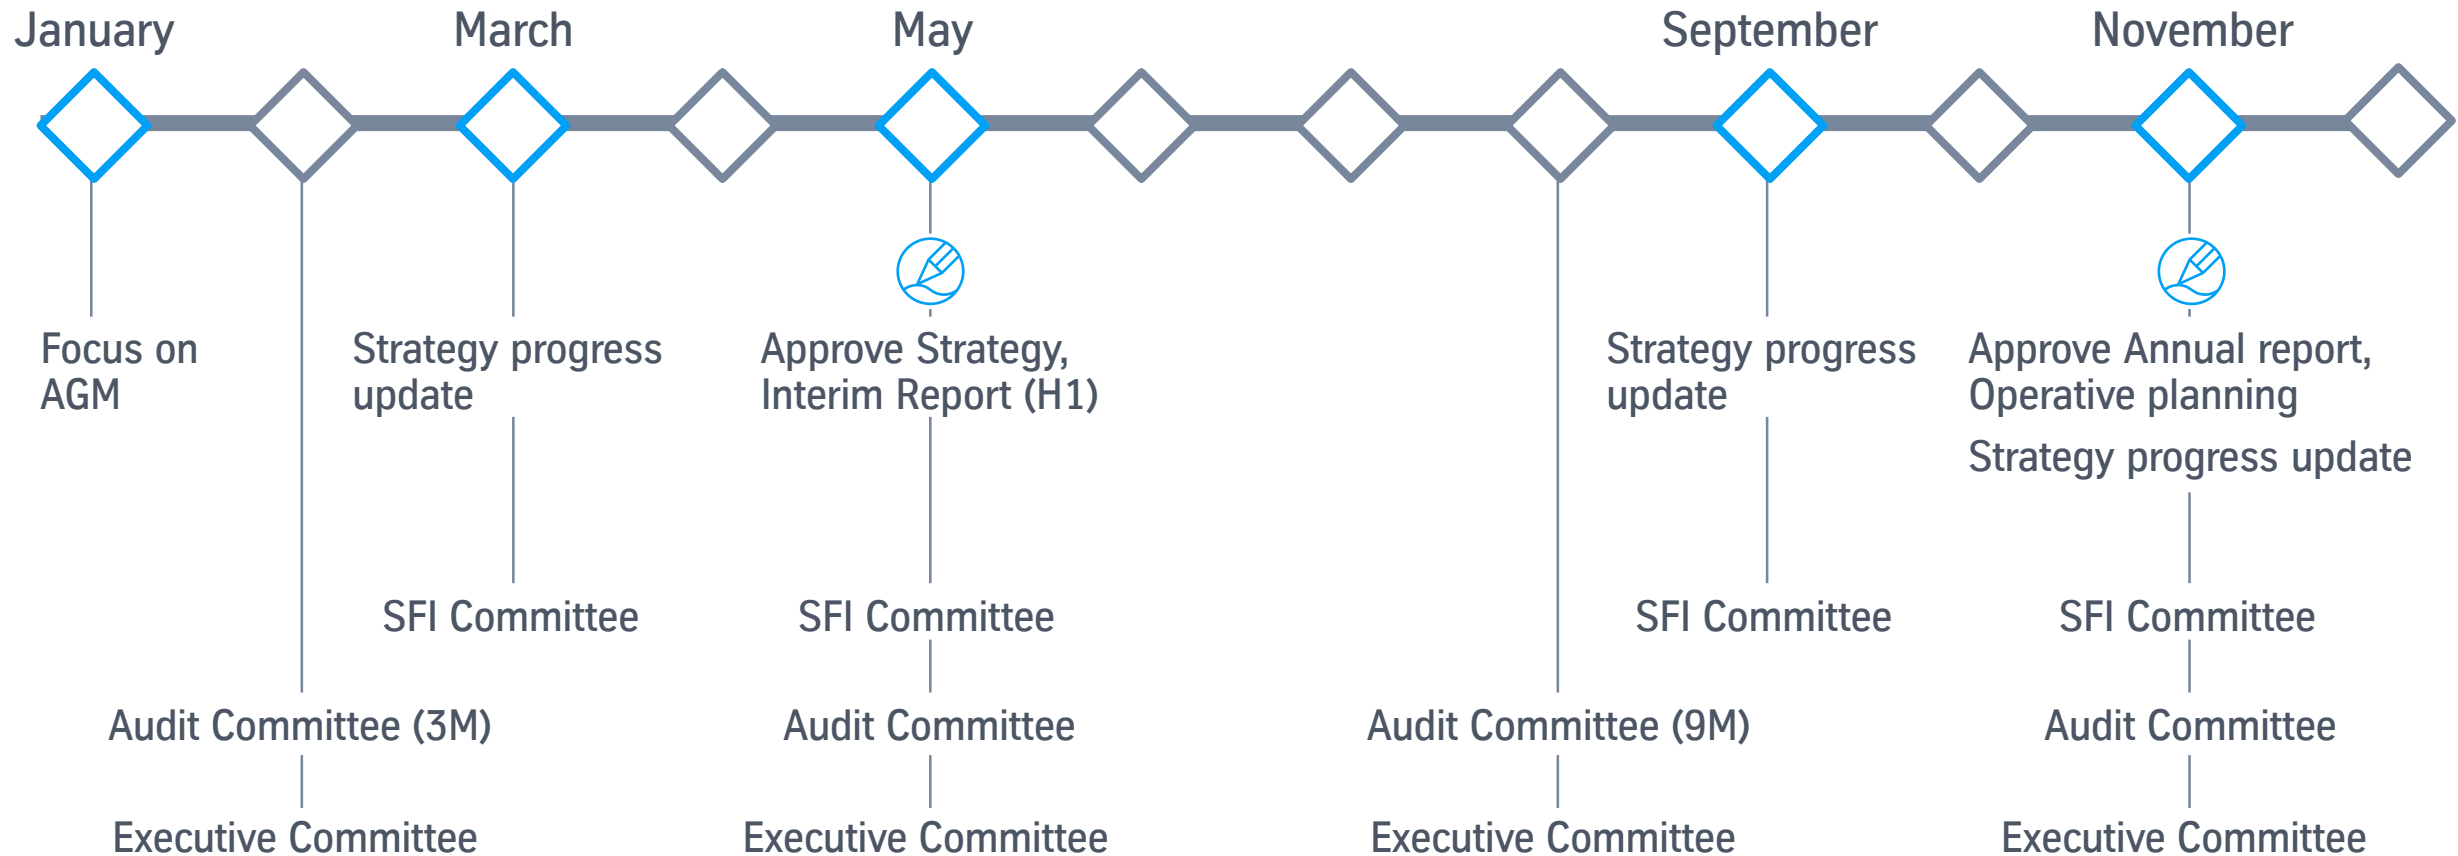 January
March
May
September
November
Focus on
AGM
Strategy progress
update
Approve Strategy,
Interim Report (H1)
Strategy progress
update
Approve Annual report,
Operative planning
Strategy progress update
SFI Committee
SFI Committee
SFI Committee
SFI Committee
Audit Committee (3M)
Audit Committee
Audit Committee (9M)
Audit Committee
Executive Committee
Executive Committee
Executive Committee
Executive Committee